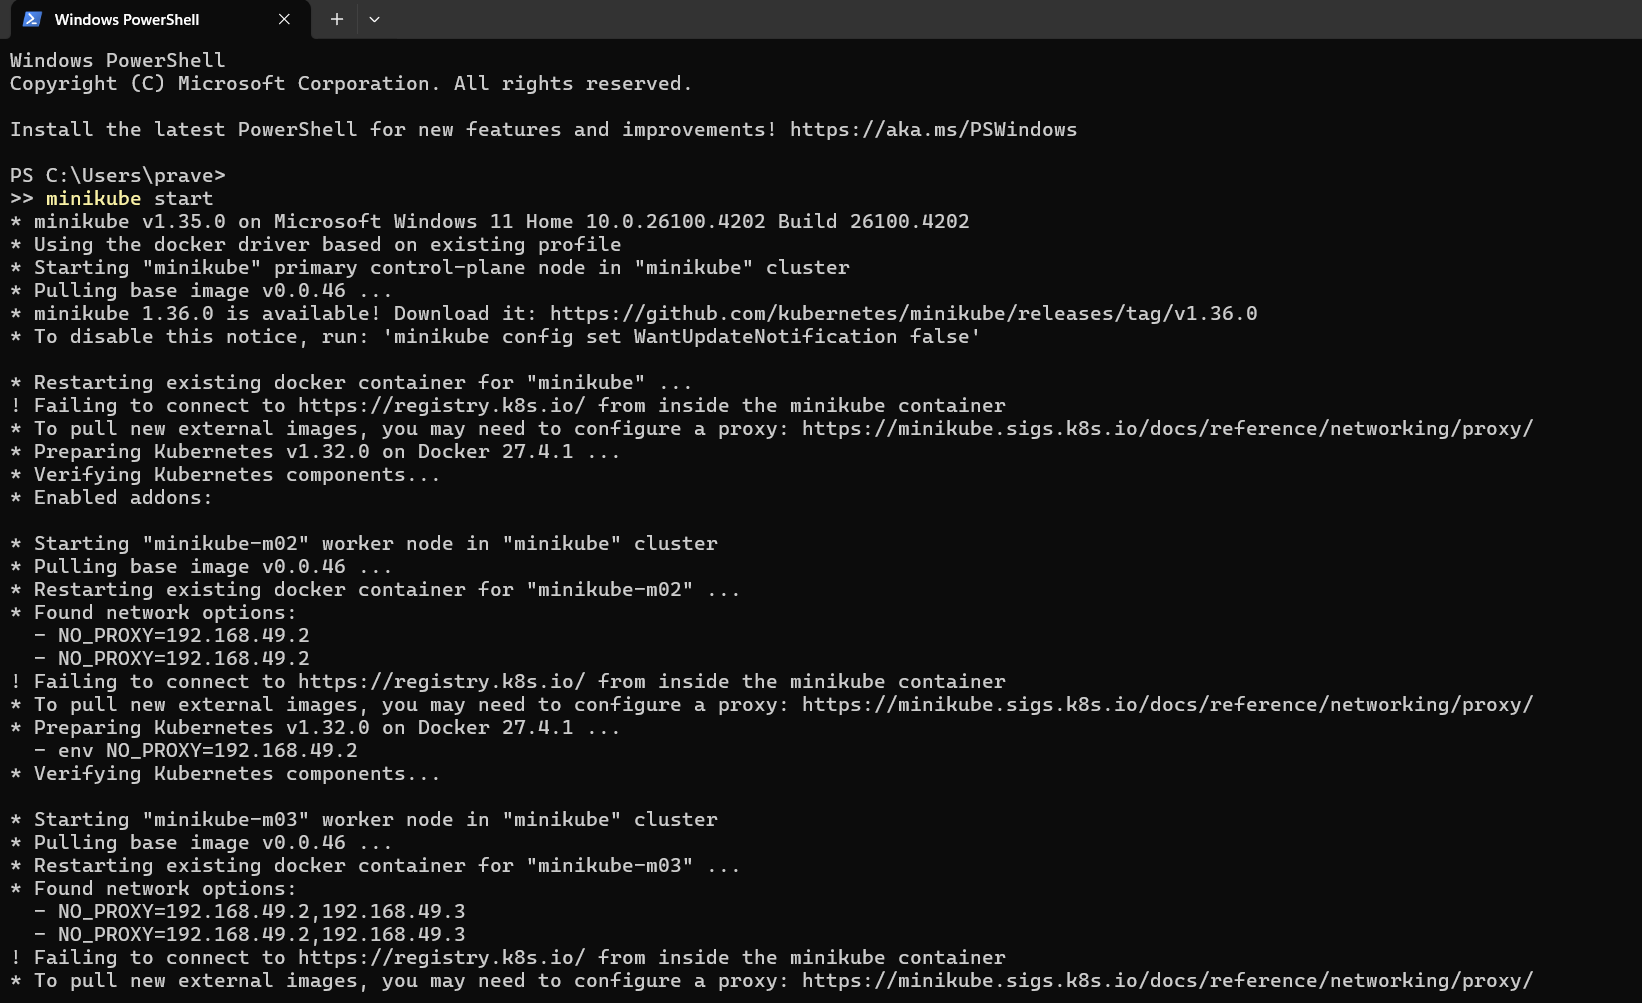 Windows PowerShell
Windows PowerShell
Copyright (C) Microsoft Corporation. All rights reserved.
Install the latest PowerShell for new features and improvements! https://aka.ms/PSWindows
PS C:\Users\prave>
>> minikube start
* minikube v1.35.0 on Microsoft Windows 11 Home 10.0.26100.4202 Build 26100.4202
* Using the docker driver based on existing profile
* Starting "minikube" primary control-plane node in "minikube" cluster
* Pulling base image v0.0.46 ...
* minikube 1.36.0 is available! Download it: https://github.com/kubernetes/minikube/releases/tag/v1.36.0
* To disable this notice, run: 'minikube config set WantUpdateNotification false'
* Restarting existing docker container for "minikube" ...
! Failing to connect to https://registry.k8s.io/ from inside the minikube container
* To pull new external images, you may need to configure a proxy: https://minikube.sigs.k8s.io/docs/reference/networking/proxy/
* Preparing Kubernetes v1.32.0 on Docker 27.4.1 ...
* Verifying Kubernetes components...
* Enabled addons:
* Starting "minikube-m02" worker node in "minikube" cluster
* Pulling base image v0.0.46 ...
* Restarting existing docker container for "minikube-m02" ...
* Found network options:
  - NO_PROXY=192.168.49.2
  - NO_PROXY=192.168.49.2
! Failing to connect to https://registry.k8s.io/ from inside the minikube container
* To pull new external images, you may need to configure a proxy: https://minikube.sigs.k8s.io/docs/reference/networking/proxy/
* Preparing Kubernetes v1.32.0 on Docker 27.4.1 ...
  - env NO_PROXY=192.168.49.2
* Verifying Kubernetes components...
* Starting "minikube-m03" worker node in "minikube" cluster
* Pulling base image v0.0.46 ...
* Restarting existing docker container for "minikube-m03" ...
* Found network options:
  - NO_PROXY=192.168.49.2,192.168.49.3
  - NO_PROXY=192.168.49.2,192.168.49.3
! Failing to connect to https://registry.k8s.io/ from inside the minikube container
* To pull new external images, you may need to configure a proxy: https://minikube.sigs.k8s.io/docs/reference/networking/proxy/